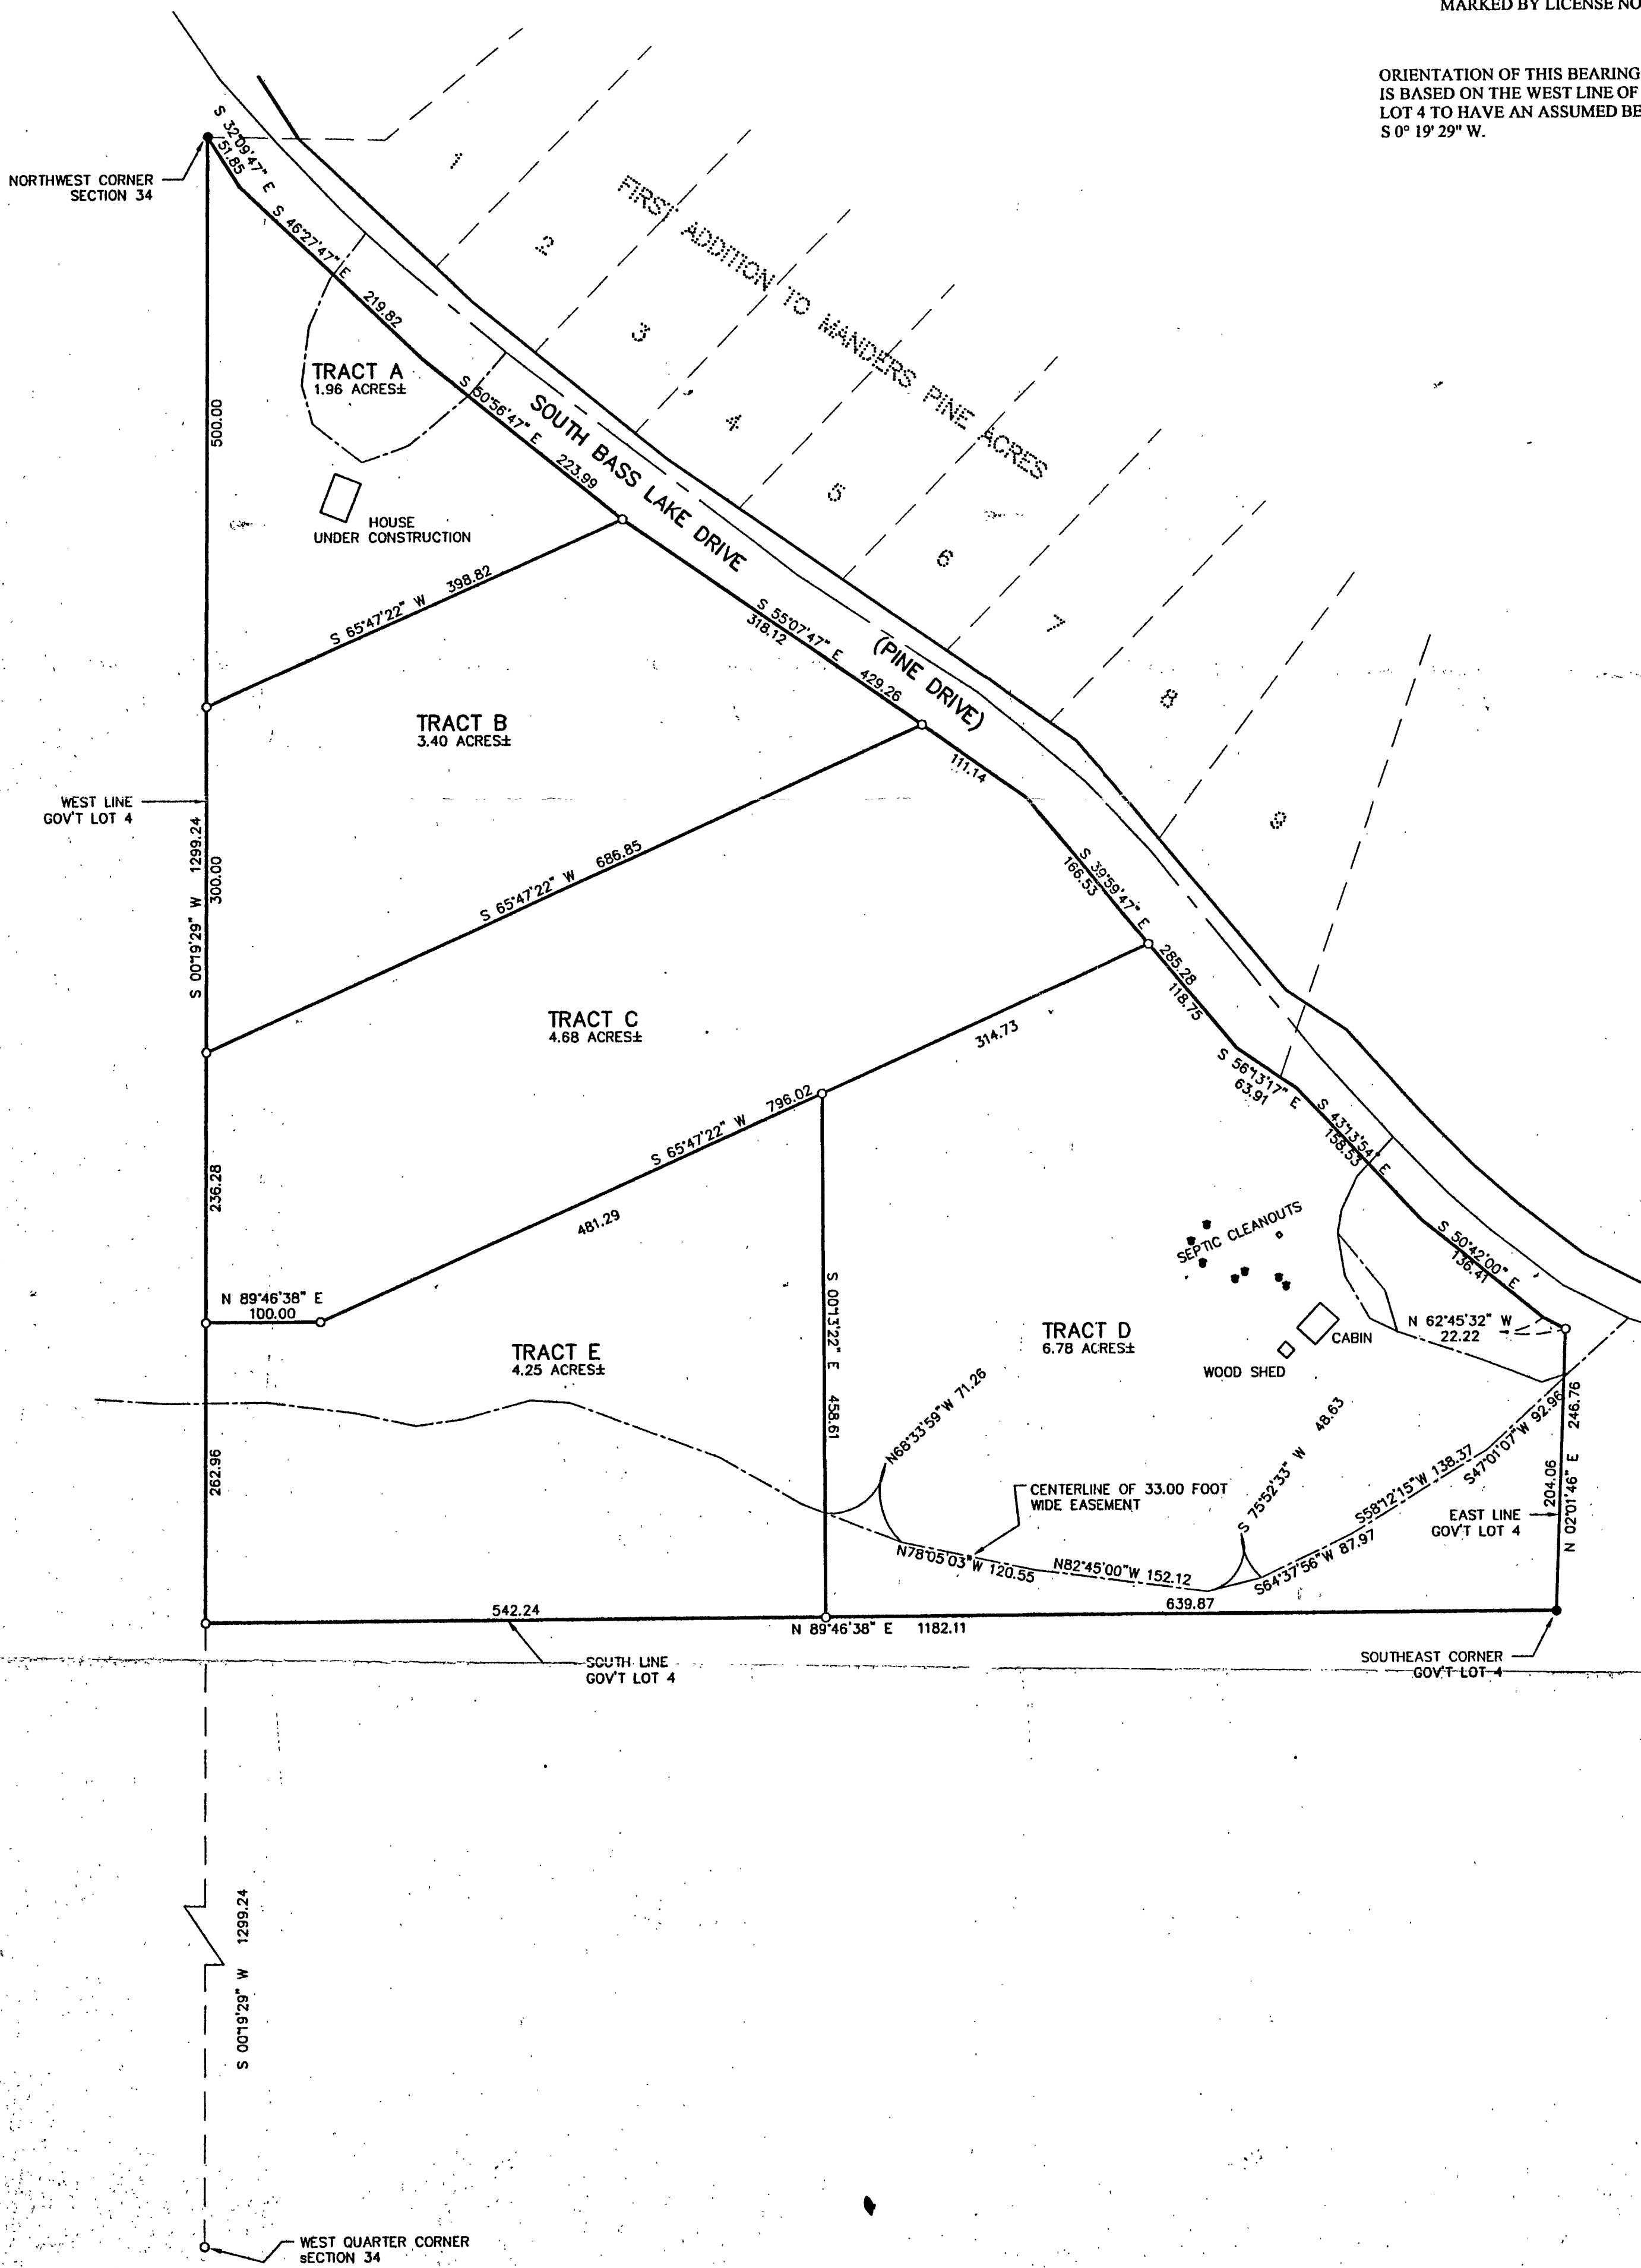 MARKED BY LICENSE NO
ORIENTATION OF THIS BEARING
IS BASED ON THE WEST LINE OF
LOT 4 TO HAVE AN ASSUMED BE
S 0° 19' 29" W.
NORTHWEST CORNER
SECTION 34
S 32°09'47" E
51.85
S 46°27'47" E
219.82
1
2
3
4
5
6
7
8
9
FIRST ADDITION TO MANDERS PINE ACRES
TRACT A
1.96 ACRES±
500.00
S 50°56'47" E
223.99
SOUTH BASS LAKE DRIVE
(PINE DRIVE)
HOUSE
UNDER CONSTRUCTION
S 65°47'22" W 398.82
S 55°07'47" E 429.26
318.12
111.14
TRACT B
3.40 ACRES±
WEST LINE
GOV'T LOT 4
S 00°19'29" W 1299.24
300.00
S 65°47'22" W 686.85
S 39°59'47" E 285.28
166.53
118.75
TRACT C
4.68 ACRES±
314.73
S 65°47'22" W 796.02
481.29
S 56°13'17" E
63.91
S 43°13'54" E
158.53
236.28
SEPTIC CLEANOUTS
S 50°42'00" E
136.41
N 89°46'38" E
100.00
S 00°13'22" E 458.61
TRACT D
6.78 ACRES±
CABIN
WOOD SHED
N 62°45'32" W
22.22
TRACT E
4.25 ACRES±
262.96
N68°33'59"W 71.26
S 75°52'33" W 48.63
CENTERLINE OF 33.00 FOOT
WIDE EASEMENT
S47°01'07"W 92.96
S58°12'15"W 138.37
246.76
204.06
N 02°01'46" E
EAST LINE
GOV'T LOT 4
N78°05'03"W 120.55
N82°45'00"W 152.12
S64°37'56"W 87.97
542.24
639.87
N 89°46'38" E 1182.11
SOUTH LINE
GOV'T LOT 4
SOUTHEAST CORNER
GOV'T LOT 4
S 00°19'29" W 1299.24
WEST QUARTER CORNER
sECTION 34